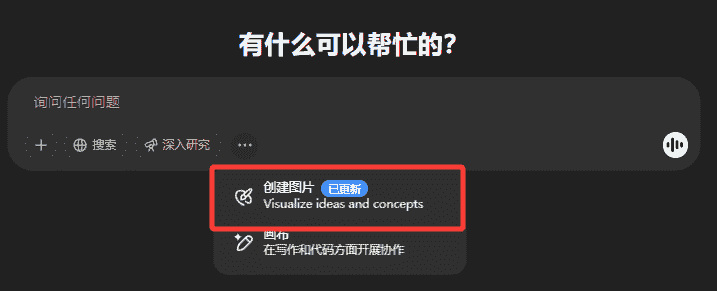 有什么可以帮忙的？
询问任何问题
搜索
深入研究
创建图片 已更新
Visualize ideas and concepts
画布
在写作和代码方面开展协作